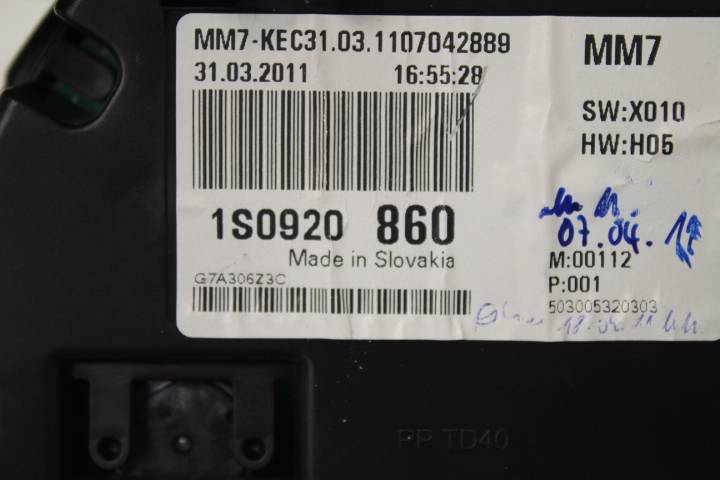 MM7-KEC31.03.1107042889
31.03.2011 16:55:28
MM7
SW:X010
HW:H05
1S0920 860
Made in Slovakia
07.04.
M:00112
P:001
G7A306Z3C
503005320303
PP TD40